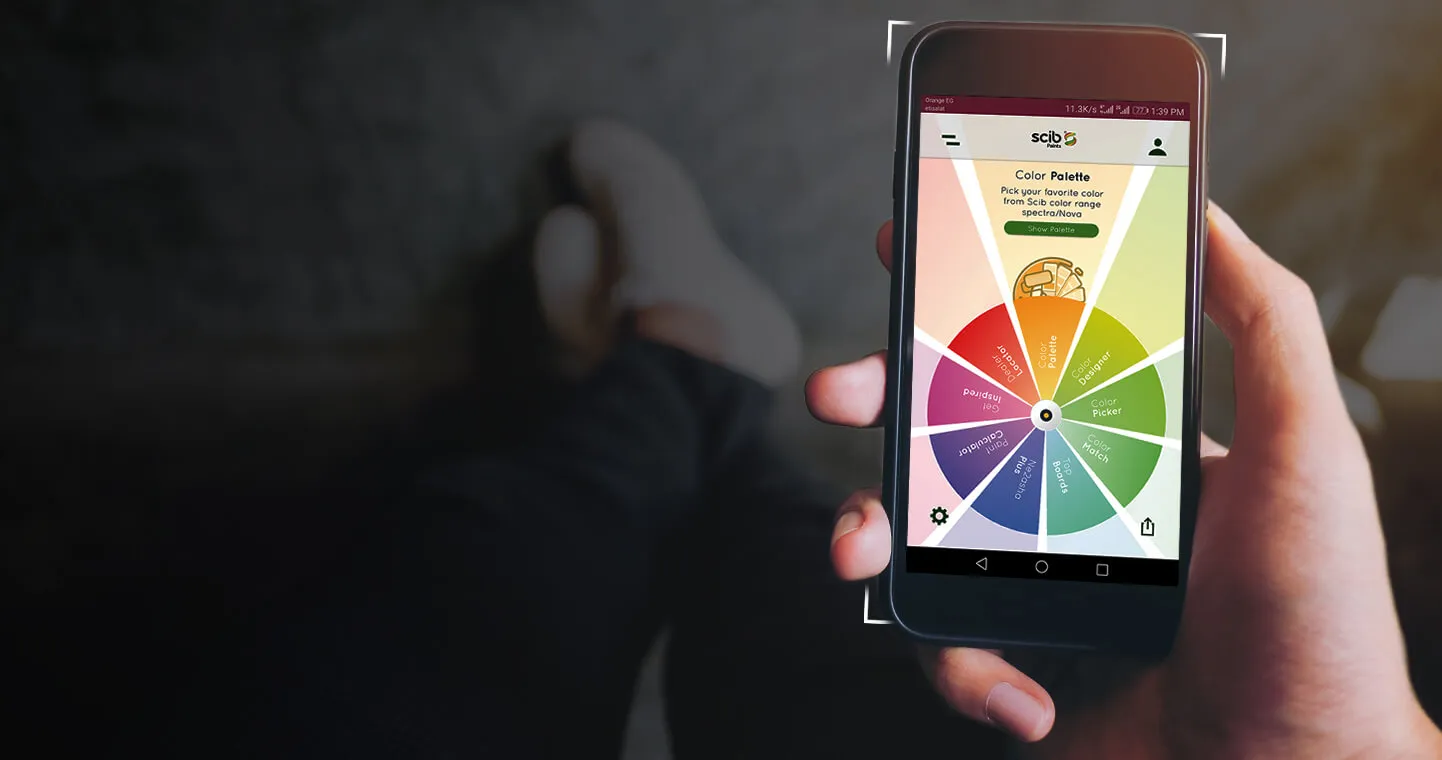 Orange EG
etisalat
11.3K/s
1:39 PM
scib
Paints
Color Palette
Pick your favorite color
from Scib color range
spectra/Nova
Show Palette
Color
Palette
Color
Designer
Color
Picker
Color
Match
Top
Boards
Ne2asha
Plus
Paint
Calculator
Get
Inspired
Dealer
Locator